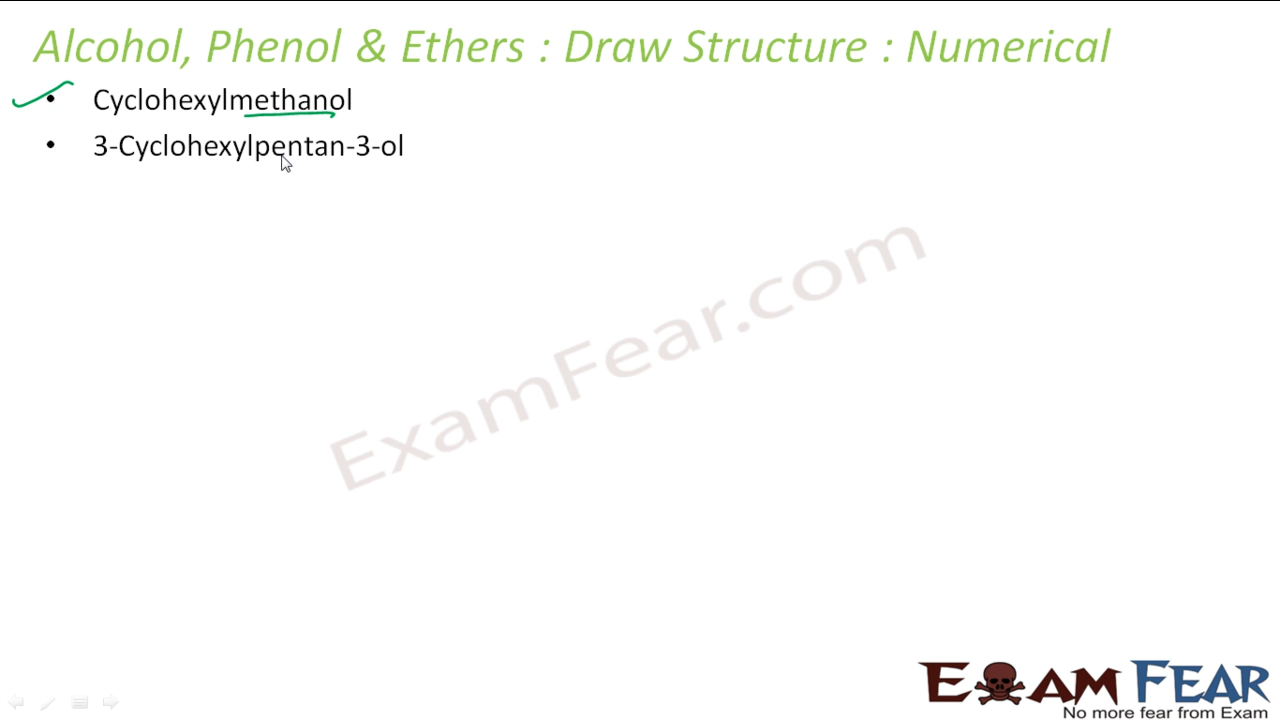 Alcohol, Phenol & Ethers : Draw Structure : Numerical
• Cyclohexylmethanol
• 3-Cyclohexylpentan-3-ol
ExamFear.com
EXAM FEAR
No more fear from Exam